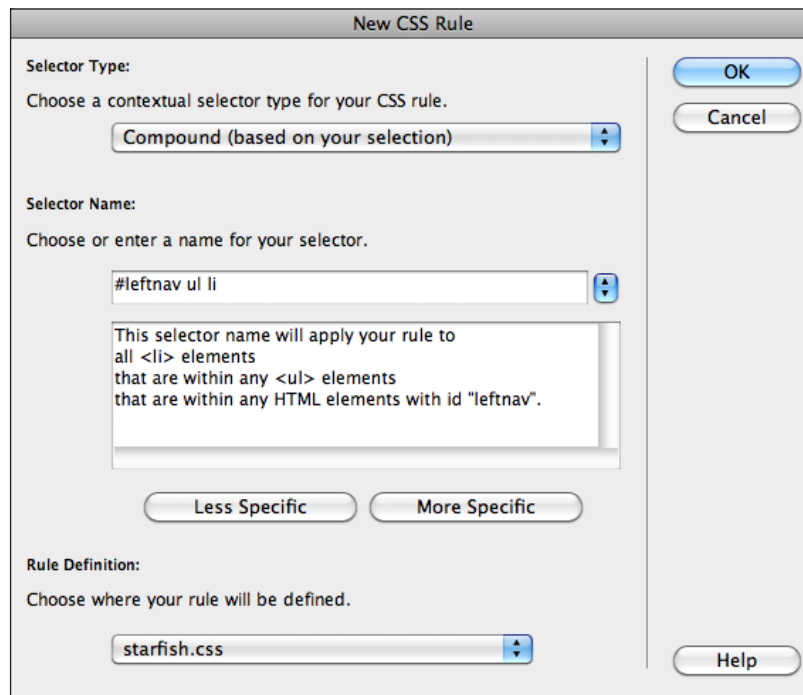 New CSS Rule
Selector Type:
Choose a contextual selector type for your CSS rule.
Compound (based on your selection)
OK
Cancel
Selector Name:
Choose or enter a name for your selector.
#leftnav ul li
This selector name will apply your rule to
all <li> elements
that are within any <ul> elements
that are within any HTML elements with id "leftnav".
Less Specific
More Specific
Rule Definition:
Choose where your rule will be defined.
starfish.css
Help